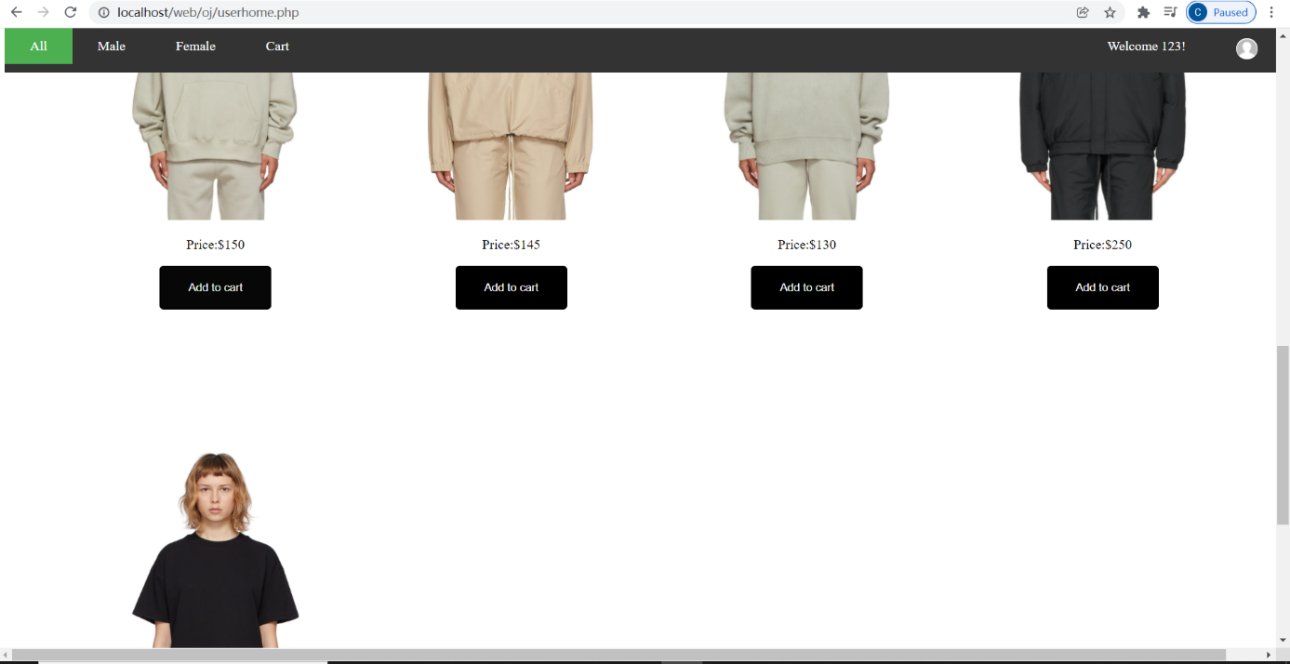 localhost/web/oj/userhome.php
C Paused
All Male Female Cart Welcome 123!
Price:$150 Price:$145 Price:$130 Price:$250
Add to cart Add to cart Add to cart Add to cart